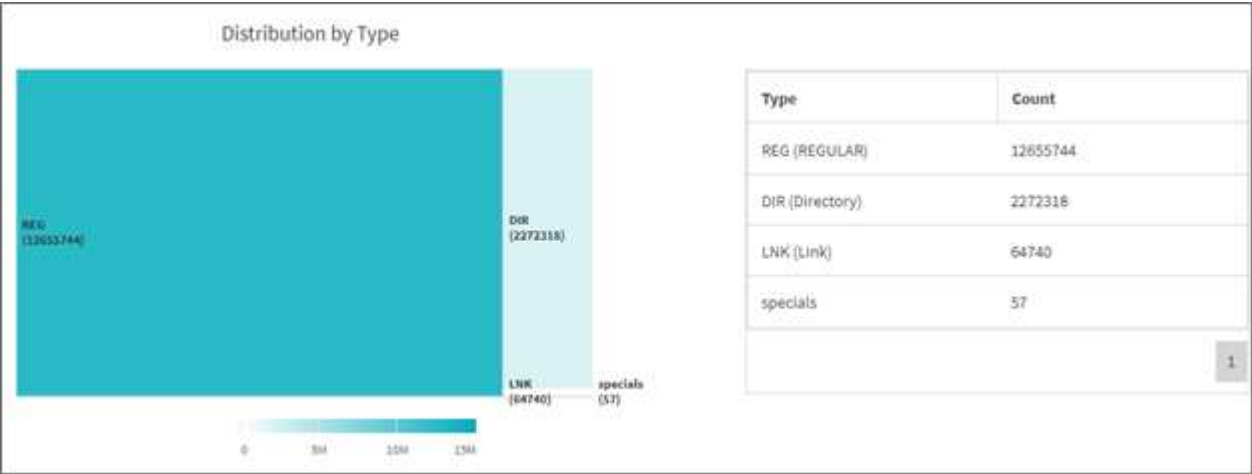 Distribution by Type
REG
(12655744)
DIR
(2272318)
LNK
(64740)
specials
(57)
0 5M 10M 15M
Type Count
REG (REGULAR) 12655744
DIR (Directory) 2272318
LNK (Link) 64740
specials 57
1